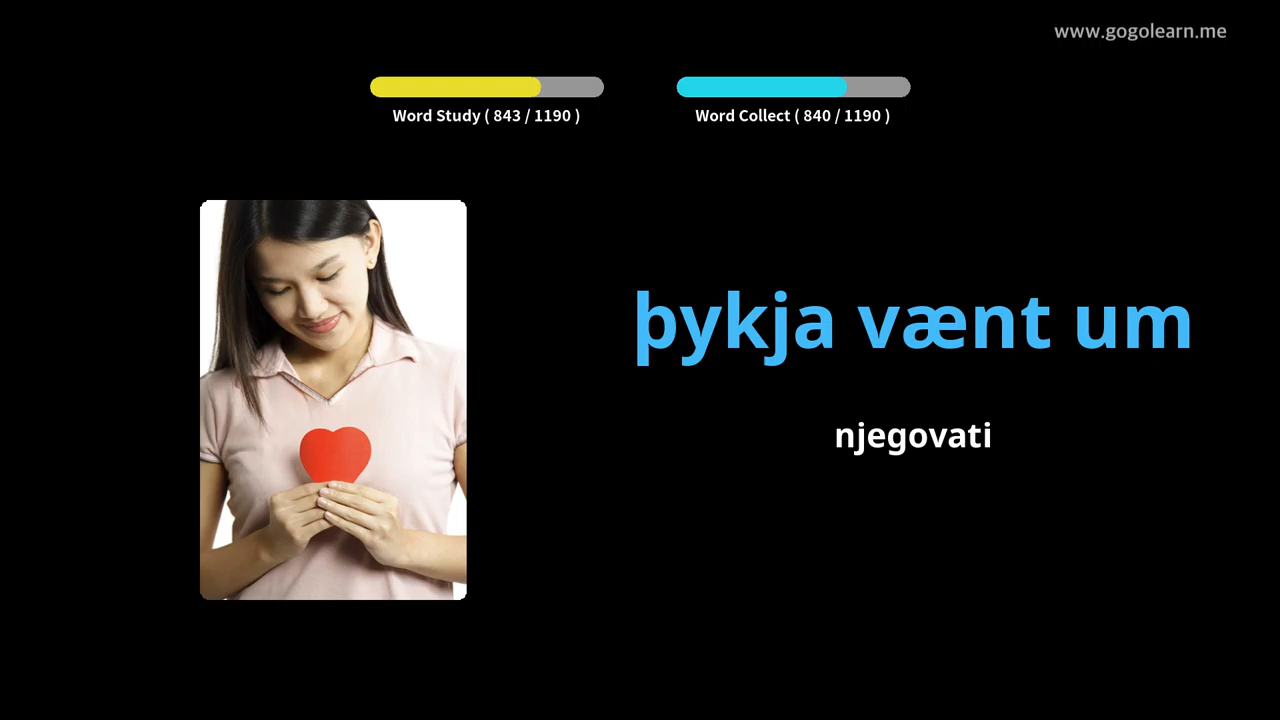 www.gogolearn.me
Word Study ( 843 / 1190 )
Word Collect ( 840 / 1190 )
þykja vænt um
njegovati